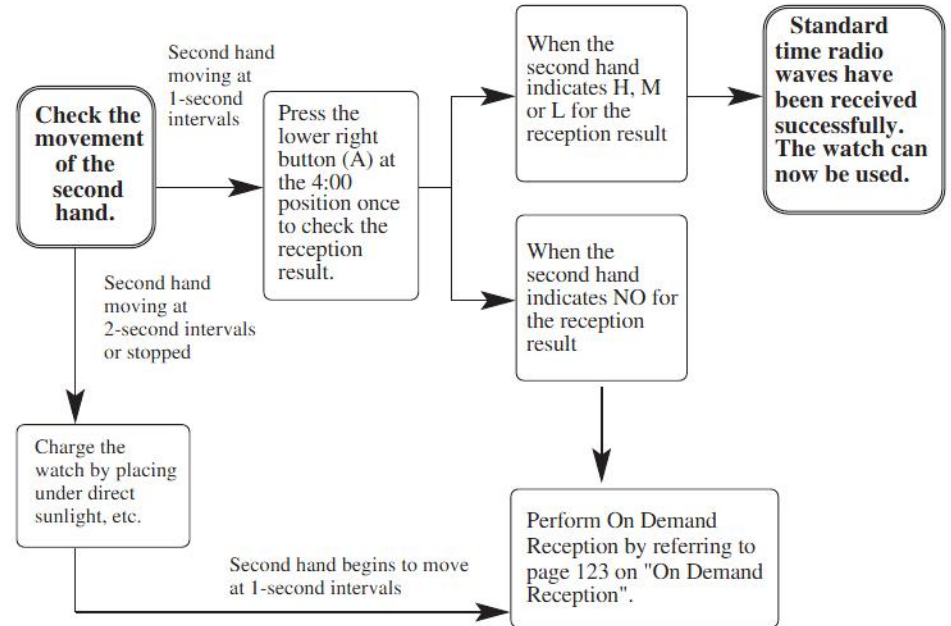 Check the
movement
of the
second
hand.
Second hand
moving at
1-second
intervals
Press the
lower right
button (A) at
the 4:00
position once
to check the
reception
result.
When the
second hand
indicates H, M
or L for the
reception result
Standard
time radio
waves have
been received
successfully.
The watch can
now be used.
When the
second hand
indicates NO for
the reception
result
Second hand
moving at
2-second intervals
or stopped
Charge the
watch by placing
under direct
sunlight, etc.
Second hand begins to move
at 1-second intervals
Perform On Demand
Reception by referring to
page 123 on "On Demand
Reception".